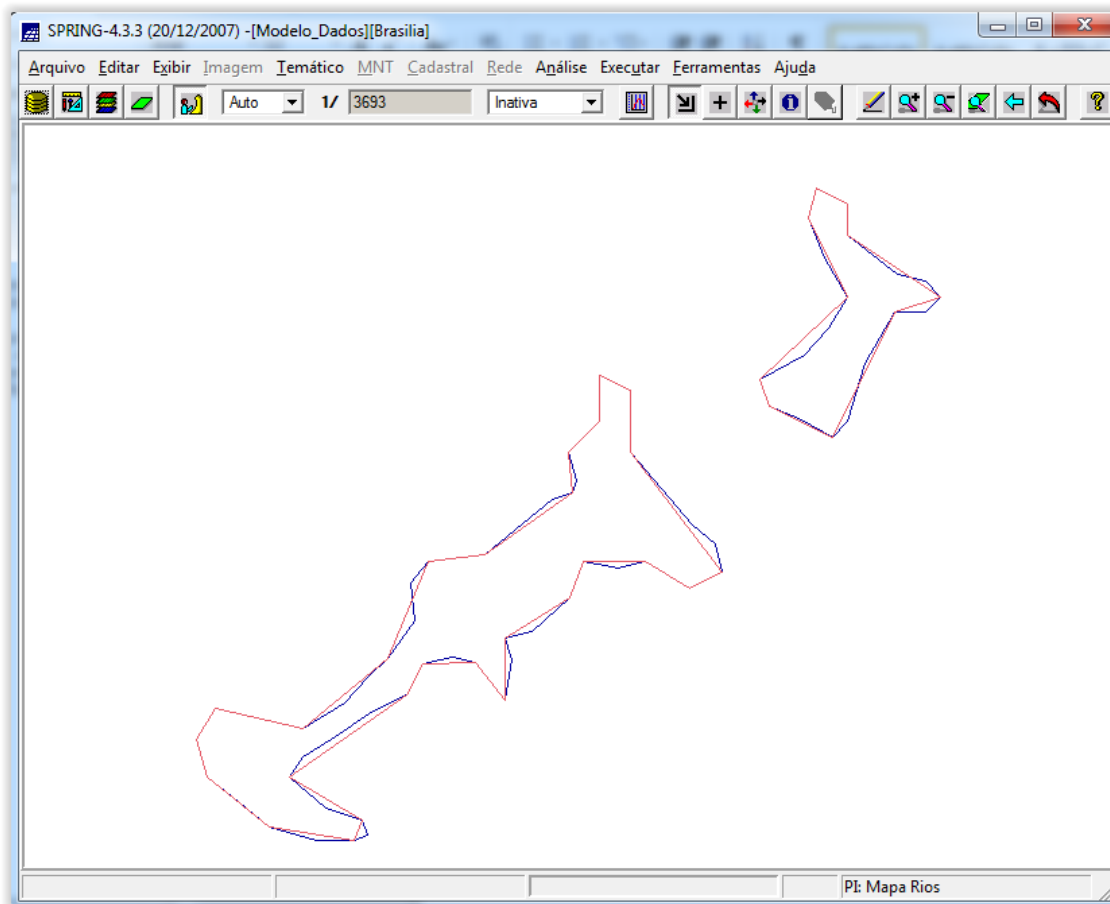 SPRING-4.3.3 (20/12/2007) -[Modelo_Dados][Brasilia]
Arquivo Editar Exibir Imagem Temático MNT Cadastral Rede Análise Executar Ferramentas Ajuda
Auto 1/ 3693 Inativa
PI: Mapa Rios